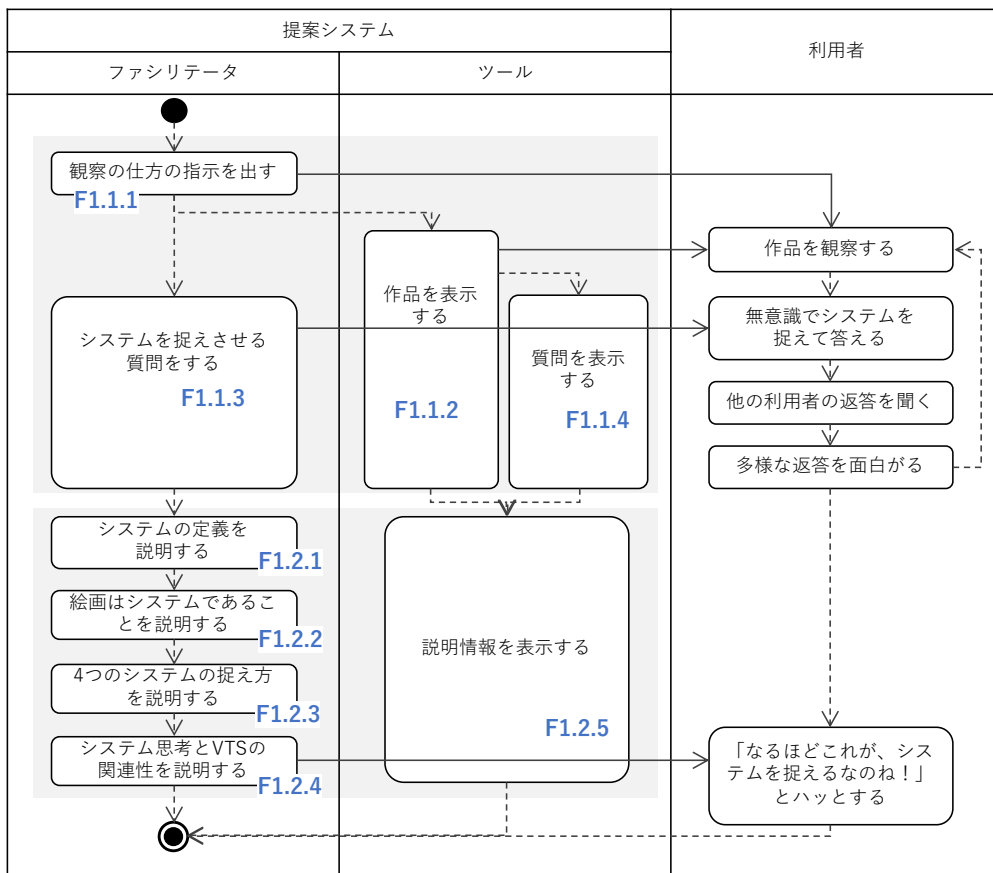 提案システム
利用者
ファシリテータ
ツール
観察の仕方の指示を出す
F1.1.1
作品を観察する
作品を表示
する
F1.1.2
システムを捉えさせる
質問をする
F1.1.3
質問を表示
する
F1.1.4
無意識でシステムを
捉えて答える
他の利用者の返答を聞く
多様な返答を面白がる
システムの定義を
説明する
F1.2.1
絵画はシステムであるこ
とを説明する
F1.2.2
4つのシステムの捉え方
を説明する
F1.2.3
システム思考とVTSの
関連性を説明する
F1.2.4
説明情報を表示する
F1.2.5
「なるほどこれが、シス
テムを捉えるなのね！」
とハッとする